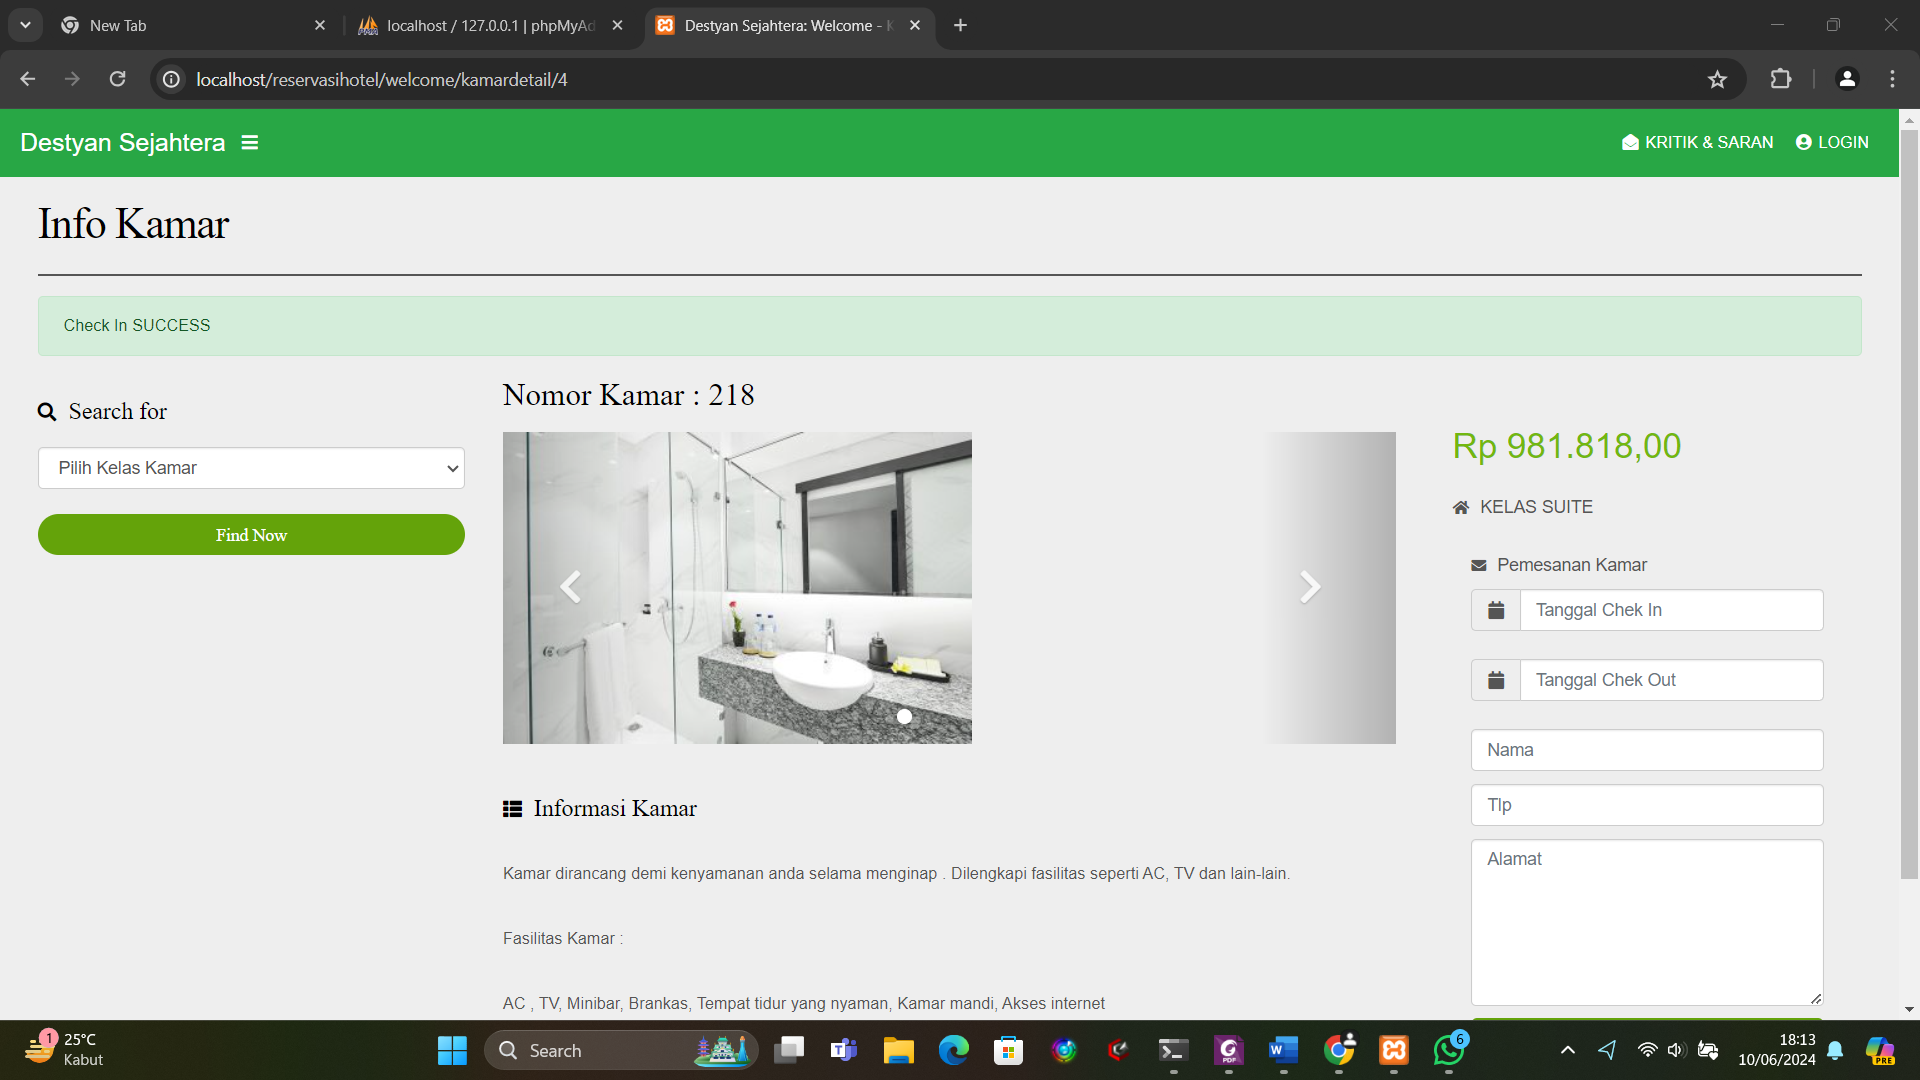 New Tab
localhost / 127.0.0.1 | phpMyAd
Destyan Sejahtera: Welcome - K
localhost/reservasihotel/welcome/kamardetail/4
Destyan Sejahtera
KRITIK & SARAN
LOGIN
Info Kamar
Check In SUCCESS
Search for
Pilih Kelas Kamar
Find Now
Nomor Kamar : 218
Informasi Kamar
Kamar dirancang demi kenyamanan anda selama menginap . Dilengkapi fasilitas seperti AC, TV dan lain-lain.
Fasilitas Kamar :
AC , TV, Minibar, Brankas, Tempat tidur yang nyaman, Kamar mandi, Akses internet
Rp 981.818,00
KELAS SUITE
Pemesanan Kamar
Tanggal Chek In
Tanggal Chek Out
Nama
Tlp
Alamat
1
25°C
Kabut
Search
6
18:13
10/06/2024
PRE